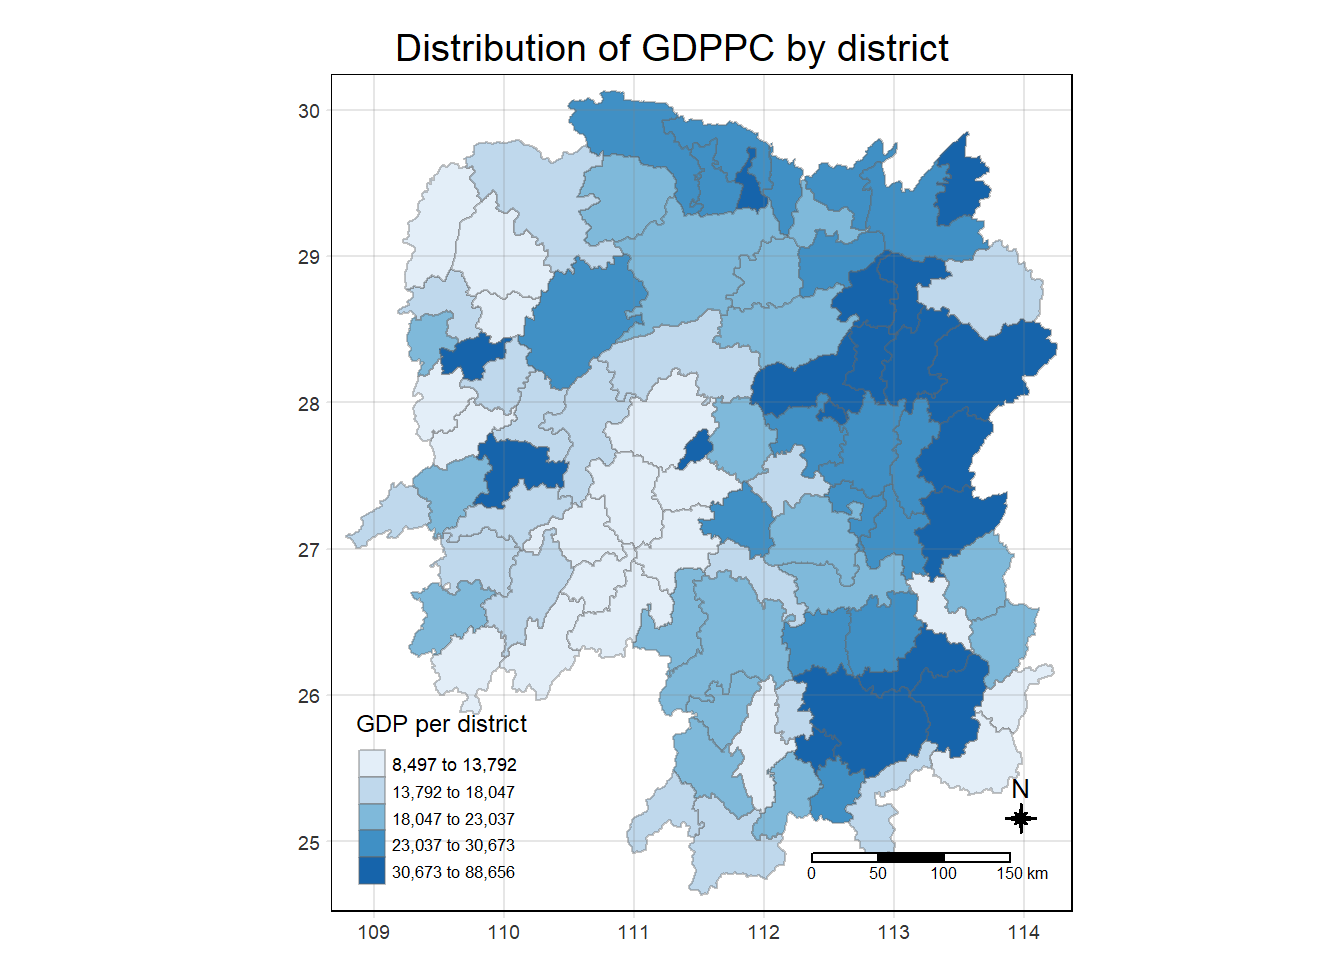 Distribution of GDPPC by district
30
29
28
27
26
25
GDP per district
8,497 to 13,792
13,792 to 18,047
18,047 to 23,037
23,037 to 30,673
30,673 to 88,656
N
0 50 100 150 km
109 110 111 112 113 114